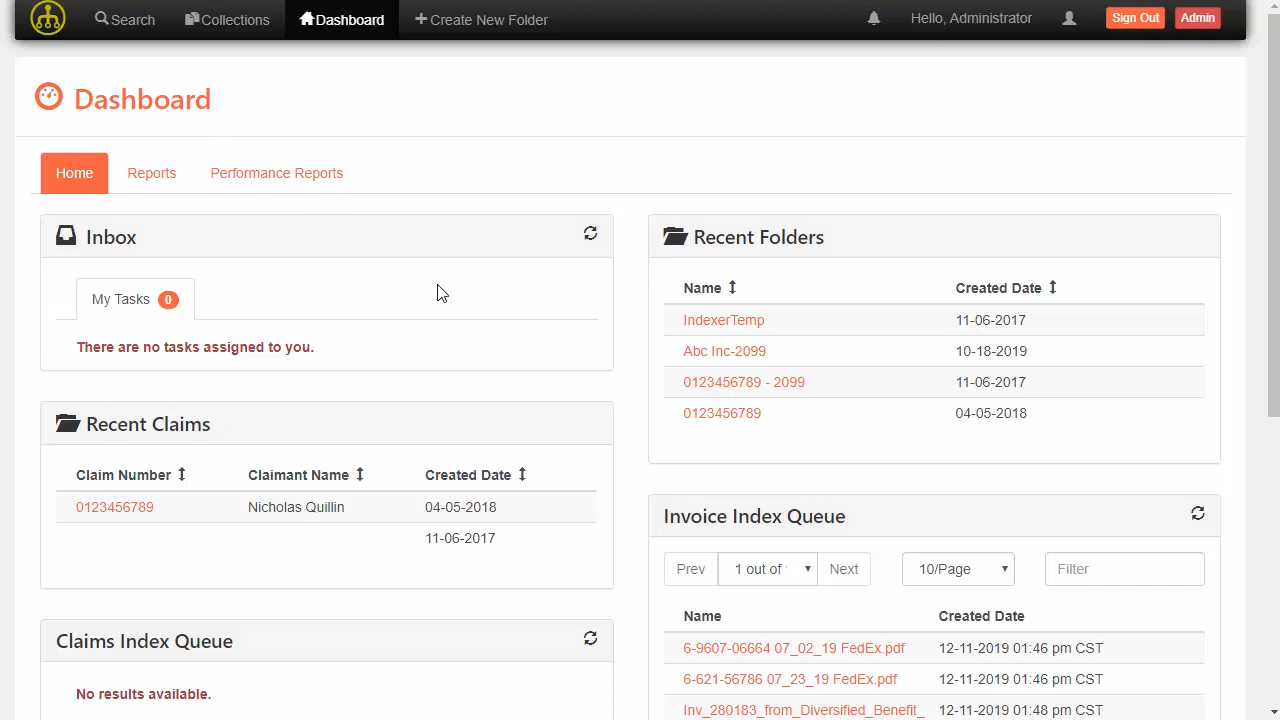 Search Collections Dashboard Create New Folder Hello, Administrator Sign Out Admin
Dashboard
Home Reports Performance Reports
Inbox
My Tasks 0
There are no tasks assigned to you.
Recent Claims
Claim Number Claimant Name Created Date
0123456789 Nicholas Quillin 04-05-2018
11-06-2017
Claims Index Queue
No results available.
Recent Folders
Name Created Date
IndexerTemp 11-06-2017
Abc Inc-2099 10-18-2019
0123456789 - 2099 11-06-2017
0123456789 04-05-2018
Invoice Index Queue
Prev 1 out of Next 10/Page Filter
Name Created Date
6-9607-06664 07_02_19 FedEx.pdf 12-11-2019 01:46 pm CST
6-621-56786 07_23_19 FedEx.pdf 12-11-2019 01:46 pm CST
Inv_280183_from_Diversified_Benefit_ 12-11-2019 01:48 pm CST